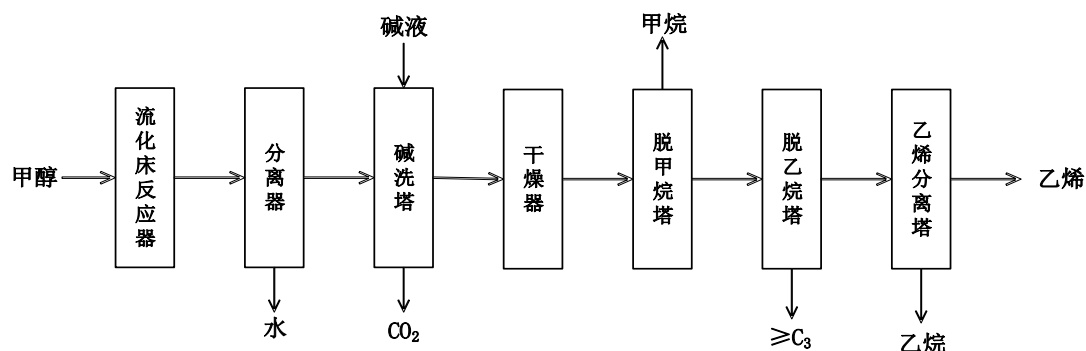 碱液
甲烷
甲醇
流化床反应器
分离器
碱洗塔
干燥器
脱甲烷塔
脱乙烷塔
乙烯分离塔
乙烯
水
CO₂
≥C₃
乙烷